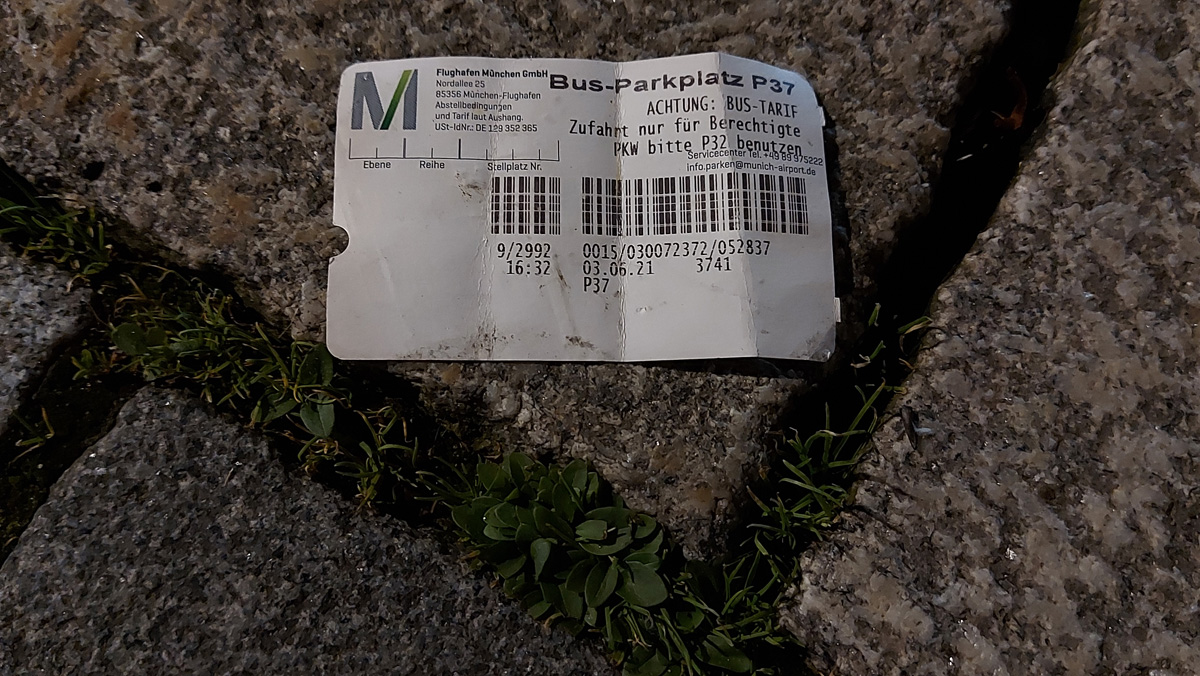 M
Flughafen München GmbH
Nordallee 25
85356 München-Flughafen
Abstellbedingungen
und Tarif laut Aushang.
USt-IdNr.: DE 129 352 365
Ebene Reihe Stellplatz Nr.
Bus-Parkplatz P37
ACHTUNG: BUS-TARIF
Zufahrt nur für Berechtigte
PKW bitte P32 benutzen
Servicecenter Tel. +49 89 975222
info.parken@munich-airport.de
9/2992 0015/030072372/052837
16:32 03.06.21 3741
P37